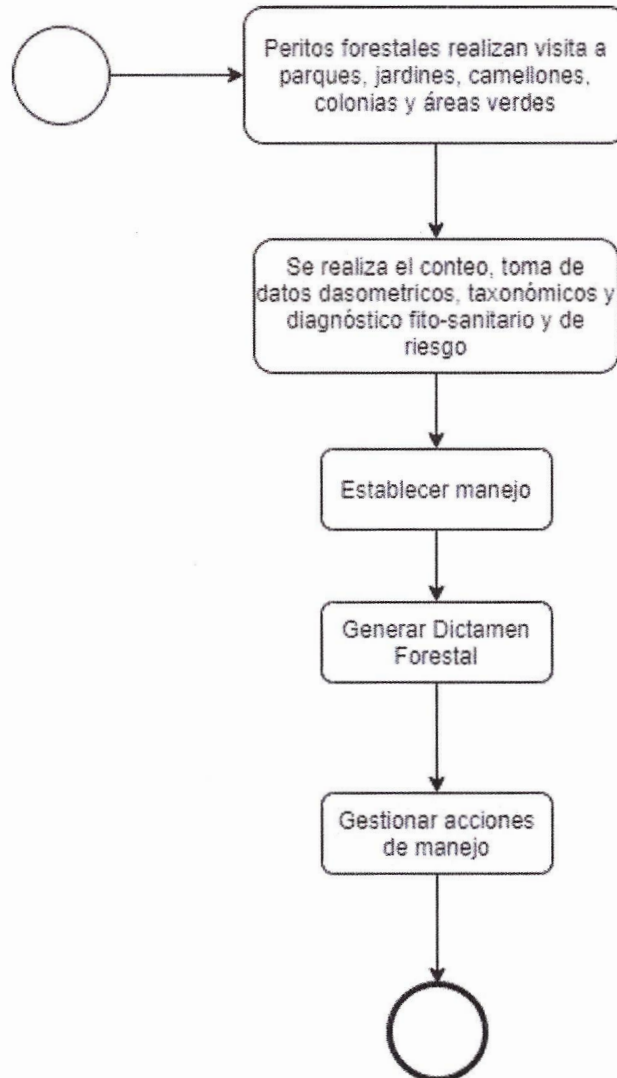 Peritos forestales realizan visita a
parques, jardines, camellones,
colonias y áreas verdes
Se realiza el conteo, toma de
datos dasometricos, taxonómicos y
diagnóstico fito-sanitario y de
riesgo
Establecer manejo
Generar Dictamen
Forestal
Gestionar acciones
de manejo